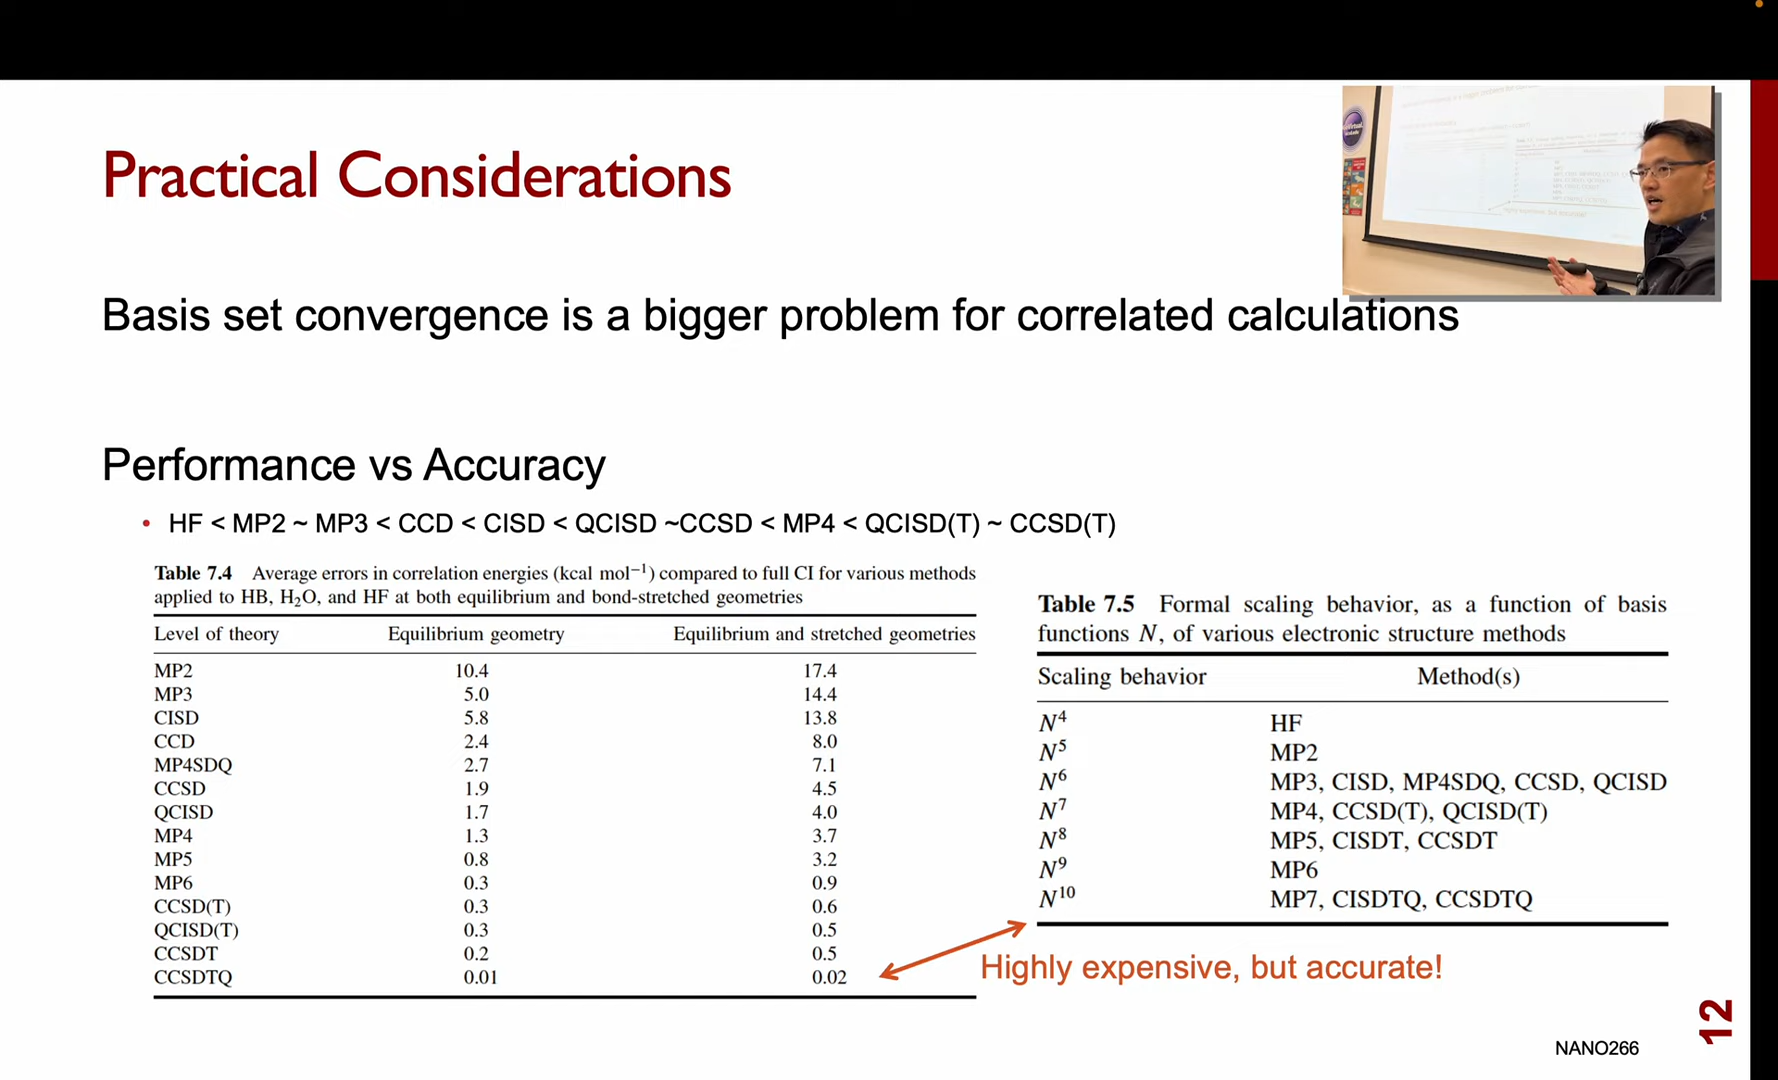 Practical Considerations
Basis set convergence is a bigger problem for correlated calculations
Performance vs Accuracy
• HF < MP2 ~ MP3 < CCD < CISD < QCISD ~CCSD < MP4 < QCISD(T) ~ CCSD(T)
Table 7.4 Average errors in correlation energies (kcal mol⁻¹) compared to full CI for various methods
applied to HB, H₂O, and HF at both equilibrium and bond-stretched geometries
Level of theory Equilibrium geometry Equilibrium and stretched geometries
MP2 10.4 17.4
MP3 5.0 14.4
CISD 5.8 13.8
CCD 2.4 8.0
MP4SDQ 2.7 7.1
CCSD 1.9 4.5
QCISD 1.7 4.0
MP4 1.3 3.7
MP5 0.8 3.2
MP6 0.3 0.9
CCSD(T) 0.3 0.6
QCISD(T) 0.3 0.5
CCSDT 0.2 0.5
CCSDTQ 0.01 0.02
Table 7.5 Formal scaling behavior, as a function of basis
functions N, of various electronic structure methods
Scaling behavior Method(s)
N⁴ HF
N⁵ MP2
N⁶ MP3, CISD, MP4SDQ, CCSD, QCISD
N⁷ MP4, CCSD(T), QCISD(T)
N⁸ MP5, CISDT, CCSDT
N⁹ MP6
N¹⁰ MP7, CISDTQ, CCSDTQ
Highly expensive, but accurate!
12
NANO266